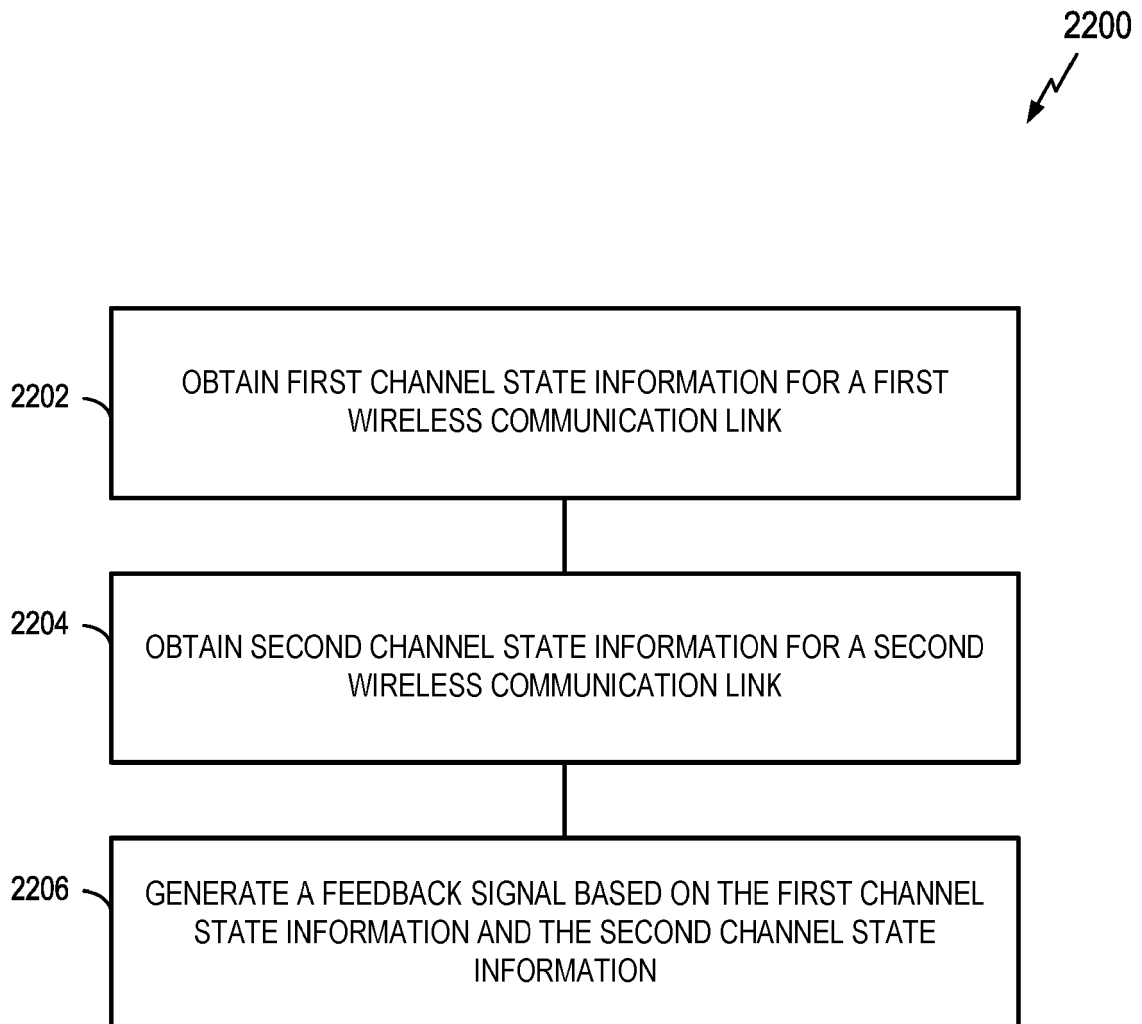 2200
2202
OBTAIN FIRST CHANNEL STATE INFORMATION FOR A FIRST
WIRELESS COMMUNICATION LINK
2204
OBTAIN SECOND CHANNEL STATE INFORMATION FOR A SECOND
WIRELESS COMMUNICATION LINK
2206
GENERATE A FEEDBACK SIGNAL BASED ON THE FIRST CHANNEL
STATE INFORMATION AND THE SECOND CHANNEL STATE
INFORMATION